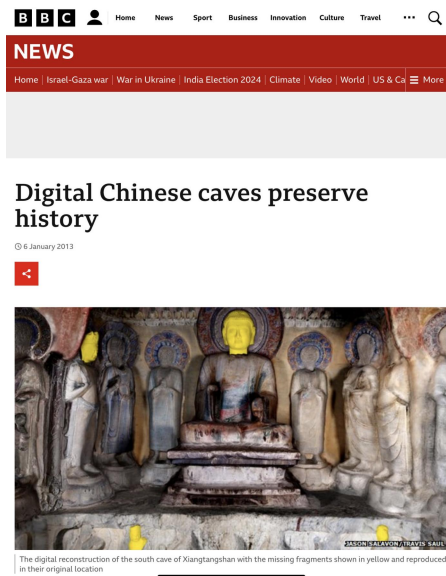 BBC
Home News Sport Business Innovation Culture Travel
NEWS
Home Israel-Gaza war War in Ukraine India Election 2024 Climate Video World US & Ca More
Digital Chinese caves preserve
history
6 January 2013
JASON SALAVON/TRAVIS SAUL
The digital reconstruction of the south cave of Xiangtangshan with the missing fragments shown in yellow and reproduced
in their original location